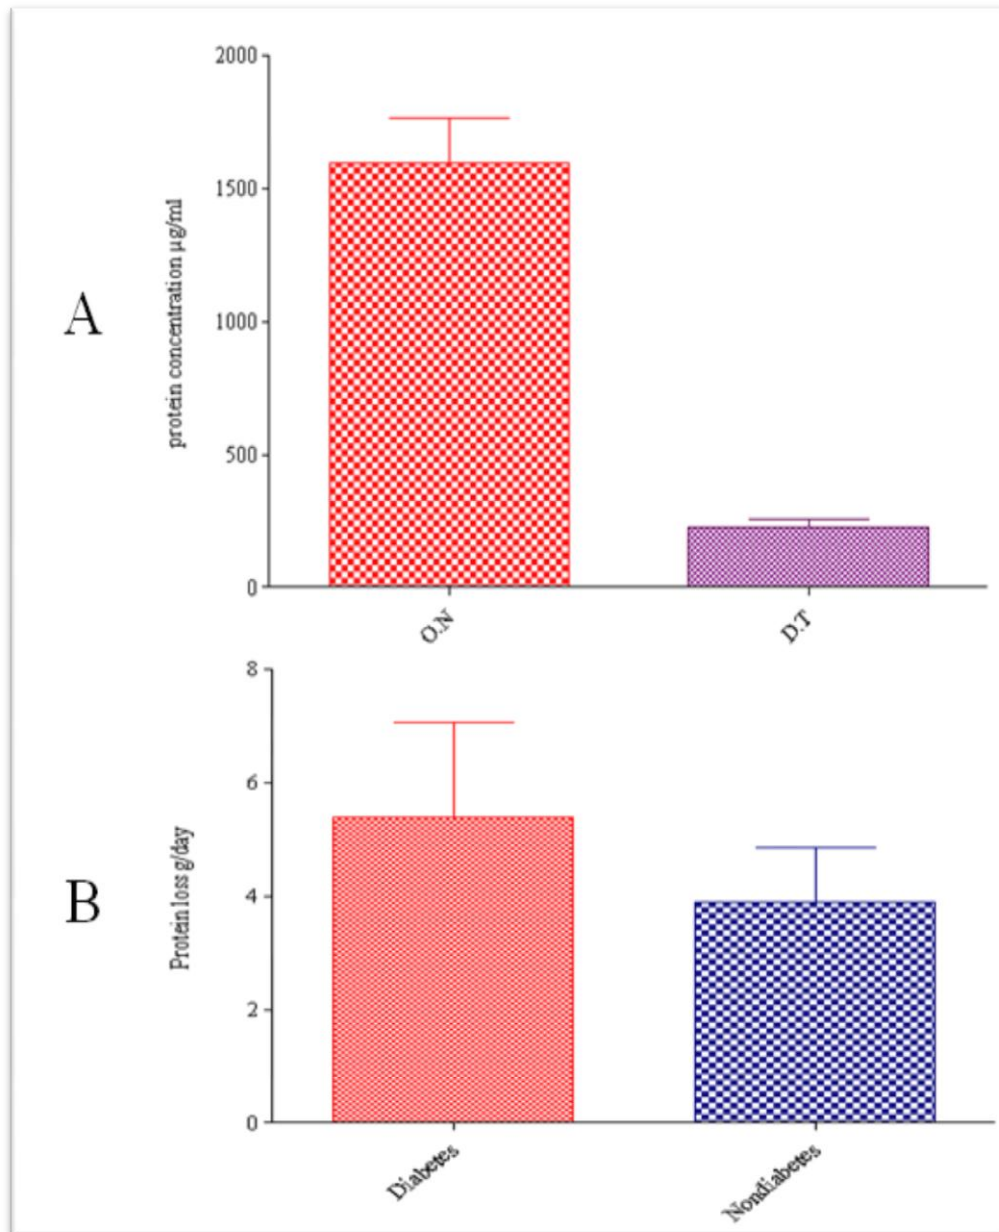 A
protein concentration µg/ml
2000
1500
1000
500
0
O.N
D.T
B
Protein loss g/day
8
6
4
2
0
Diabetes
Nondiabetes